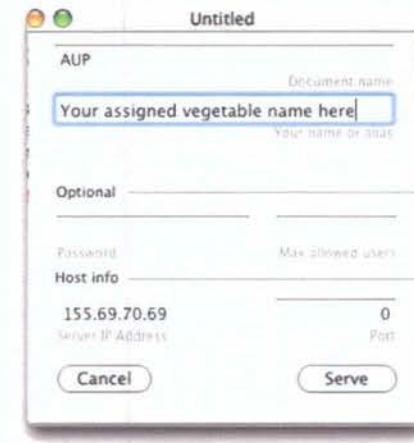 Untitled
AUP
Document name
Your assigned vegetable name here
Your name or alias
Optional
Password Max allowed users
Host info
155.69.70.69 0
Server IP Address Port
Cancel Serve